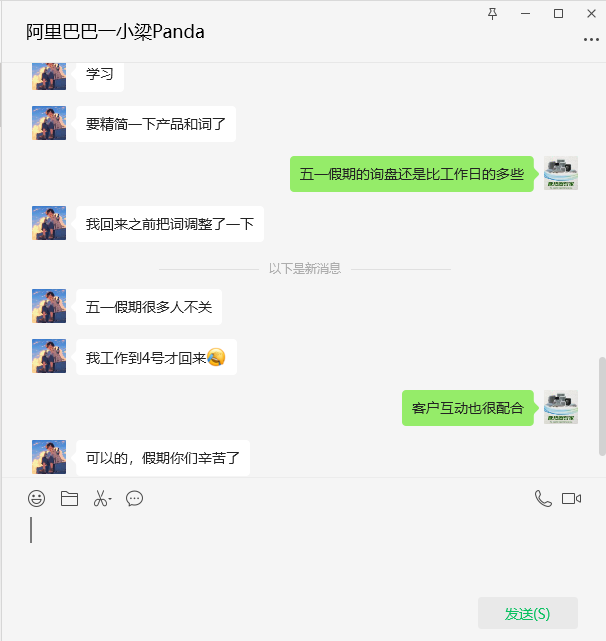 阿里巴巴一小梁Panda
学习
要精简一下产品和词了
五一假期的询盘还是比工作日的多些
我回来之前把词调整了一下
以下是新消息
五一假期很多人不关
我工作到4号才回来😂
客户互动也很配合
可以的，假期你们辛苦了
发送(S)